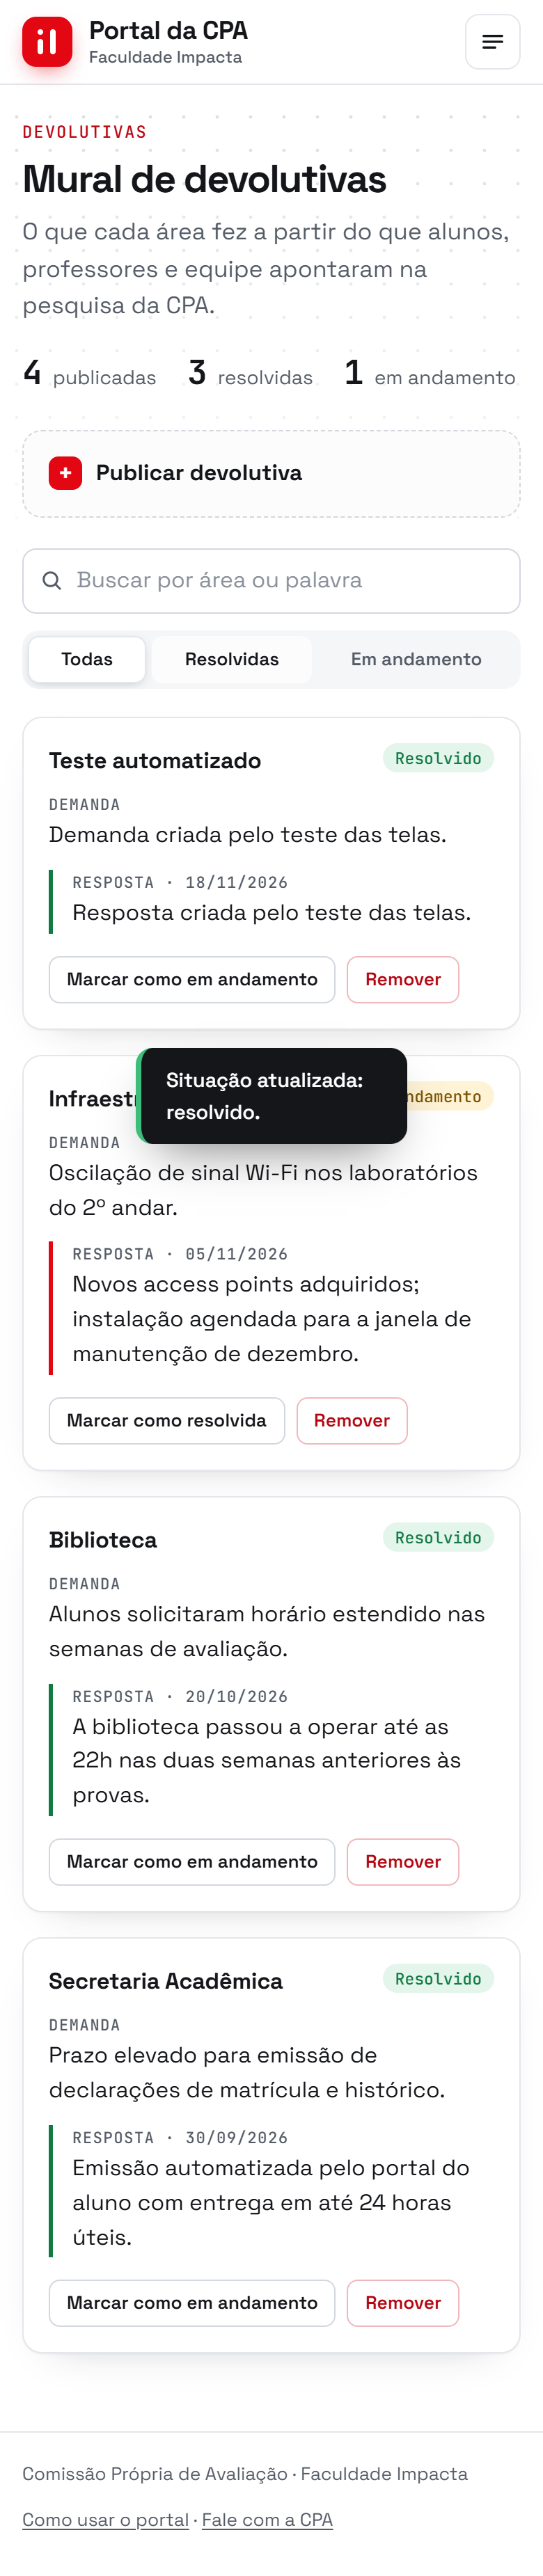 il
Portal da CPA
Faculdade Impacta
DEVOLUTIVAS
Mural de devolutivas
O que cada área fez a partir do que alunos,
professores e equipe apontaram na
pesquisa da CPA.
4 publicadas 3 resolvidas 1 em andamento
+ Publicar devolutiva
Buscar por área ou palavra
Todas Resolvidas Em andamento
Teste automatizado Resolvido
DEMANDA
Demanda criada pelo teste das telas.
RESPOSTA · 18/11/2026
Resposta criada pelo teste das telas.
Marcar como em andamento Remover
Situação atualizada:
resolvido.
DEMANDA
Oscilação de sinal Wi-Fi nos laboratórios
do 2º andar.
RESPOSTA · 05/11/2026
Novos access points adquiridos;
instalação agendada para a janela de
manutenção de dezembro.
Marcar como resolvida Remover
Biblioteca Resolvido
DEMANDA
Alunos solicitaram horário estendido nas
semanas de avaliação.
RESPOSTA · 20/10/2026
A biblioteca passou a operar até as
22h nas duas semanas anteriores às
provas.
Marcar como em andamento Remover
Secretaria Acadêmica Resolvido
DEMANDA
Prazo elevado para emissão de
declarações de matrícula e histórico.
RESPOSTA · 30/09/2026
Emissão automatizada pelo portal do
aluno com entrega em até 24 horas
úteis.
Marcar como em andamento Remover
Comissão Própria de Avaliação · Faculdade Impacta
Como usar o portal · Fale com a CPA